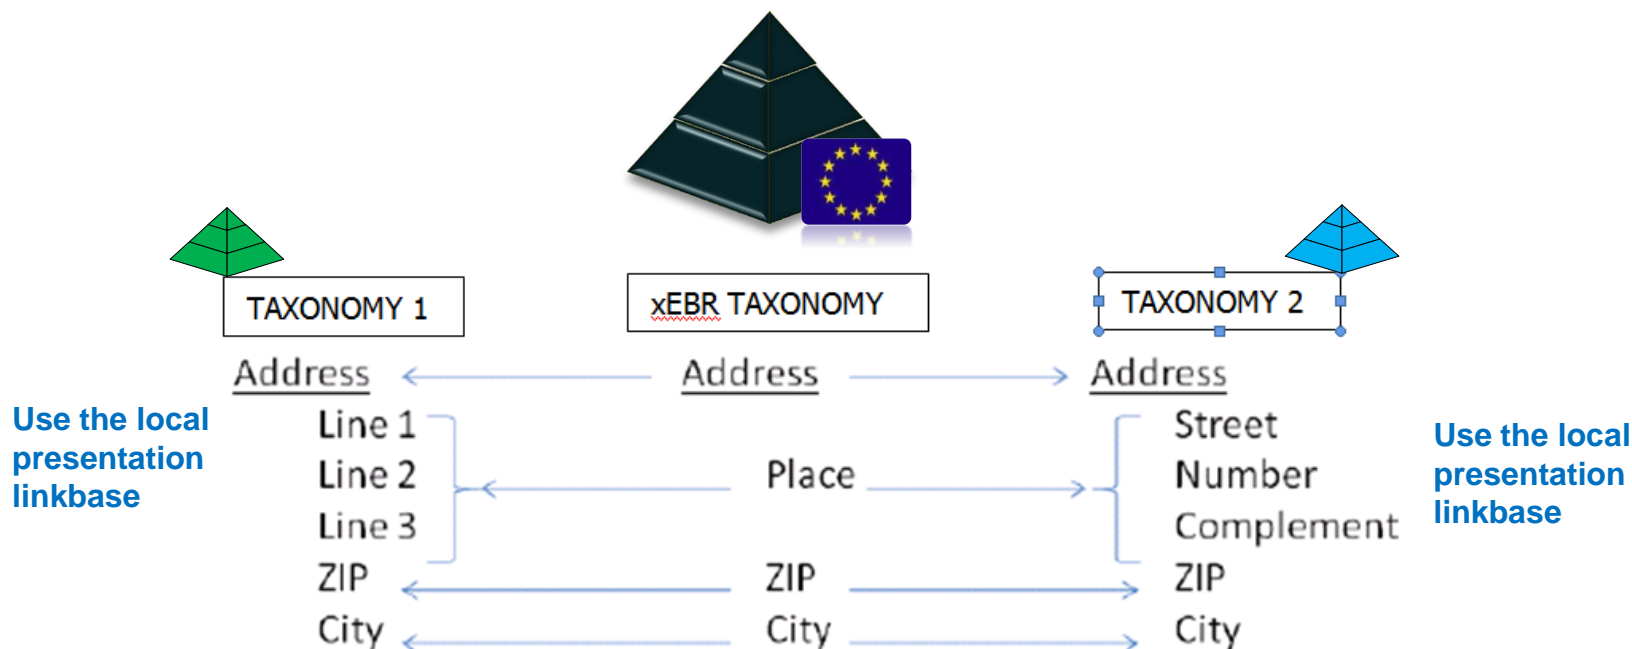 TAXONOMY 1
xEBR TAXONOMY
TAXONOMY 2
Address
Address
Address
Use the local
presentation
linkbase
Line 1
Line 2
Line 3
ZIP
City
Place
ZIP
City
Street
Number
Complement
ZIP
City
Use the local
presentation
linkbase